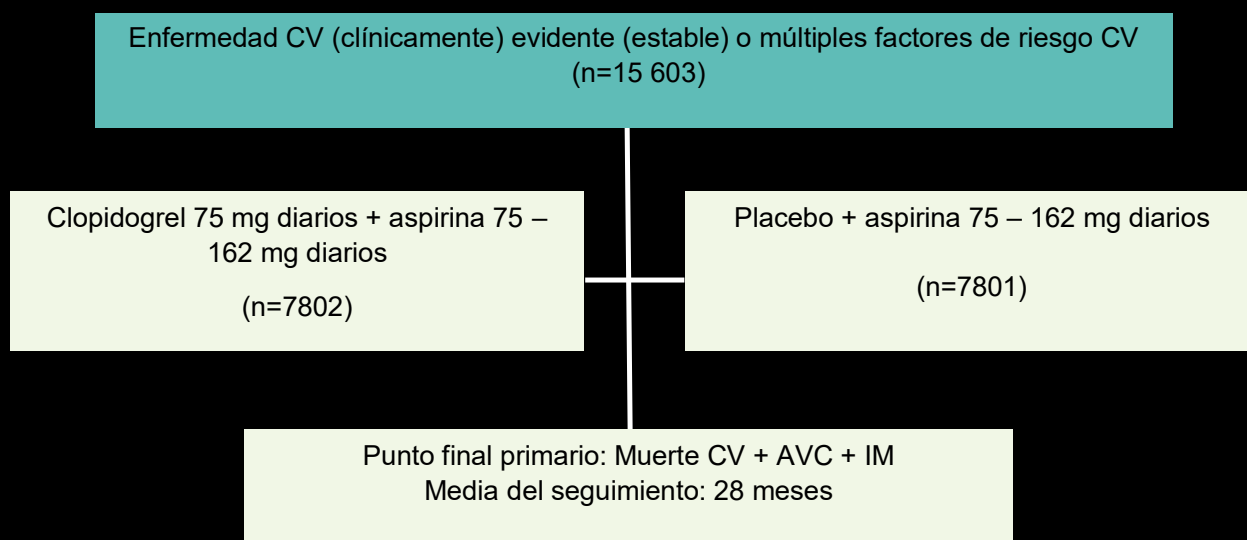 Enfermedad CV (clínicamente) evidente (estable) o múltiples factores de riesgo CV
(n=15 603)
Clopidogrel 75 mg diarios + aspirina 75 –
162 mg diarios
(n=7802)
Placebo + aspirina 75 – 162 mg diarios
(n=7801)
Punto final primario: Muerte CV + AVC + IM
Media del seguimiento: 28 meses